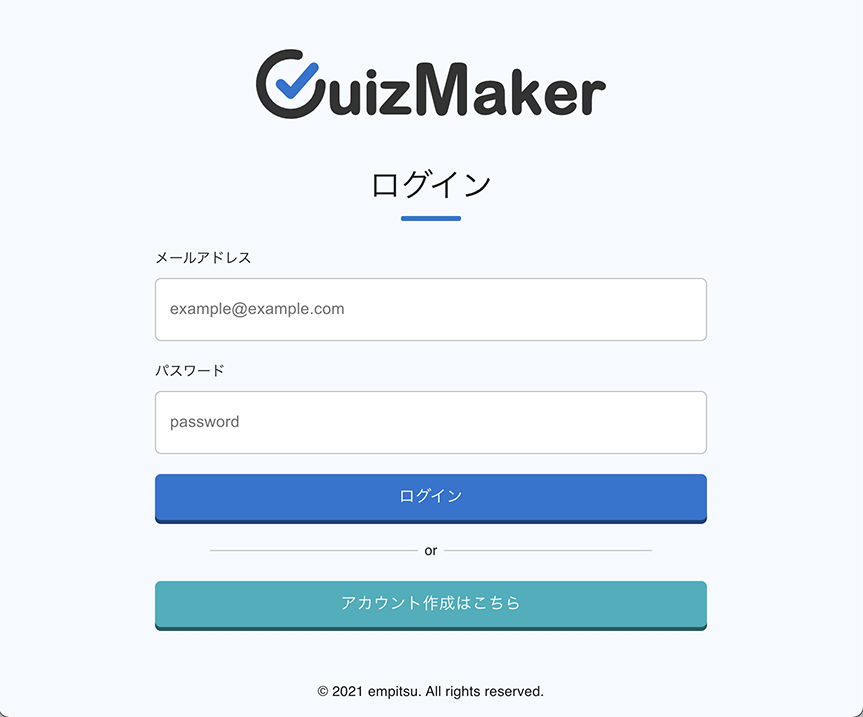 QuizMaker
ログイン
メールアドレス
example@example.com
パスワード
password
ログイン
or
アカウント作成はこちら
© 2021 empitsu. All rights reserved.